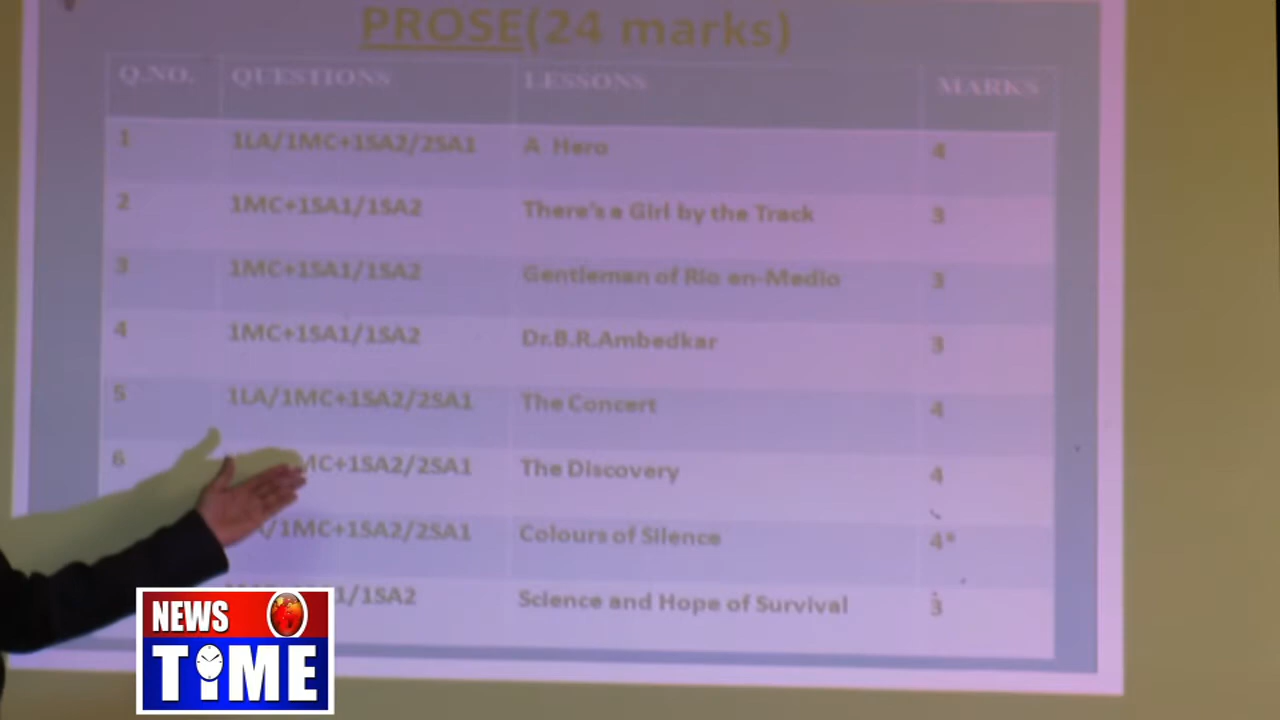 PROSE(24 marks)
Q.NO. QUESTIONS LESSONS MARKS
1 1LA/1MC+1SA2/2SA1 A Hero 4
2 1MC+1SA1/1SA2 There's a Girl by the Track 3
3 1MC+1SA1/1SA2 Gentleman of Rio en-Medio 3
4 1MC+1SA1/1SA2 Dr.B.R.Ambedkar 3
5 1LA/1MC+1SA2/2SA1 The Concert 4
6 MC+1SA2/2SA1 The Discovery 4
/1MC+1SA2/2SA1 Colours of Silence 4*
1/1SA2 Science and Hope of Survival 3
NEWS
TIME